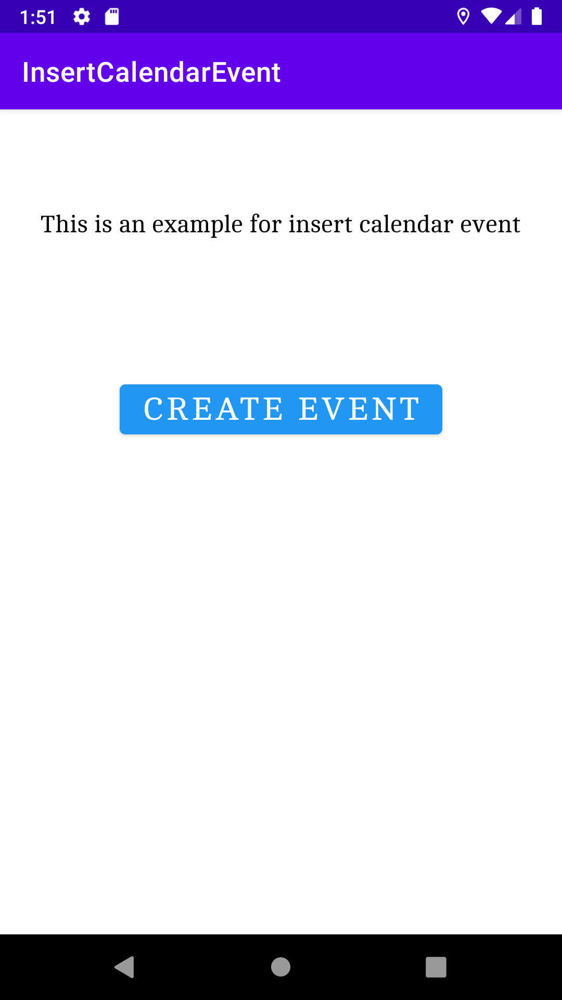 1:51
InsertCalendarEvent
This is an example for insert calendar event
CREATE EVENT